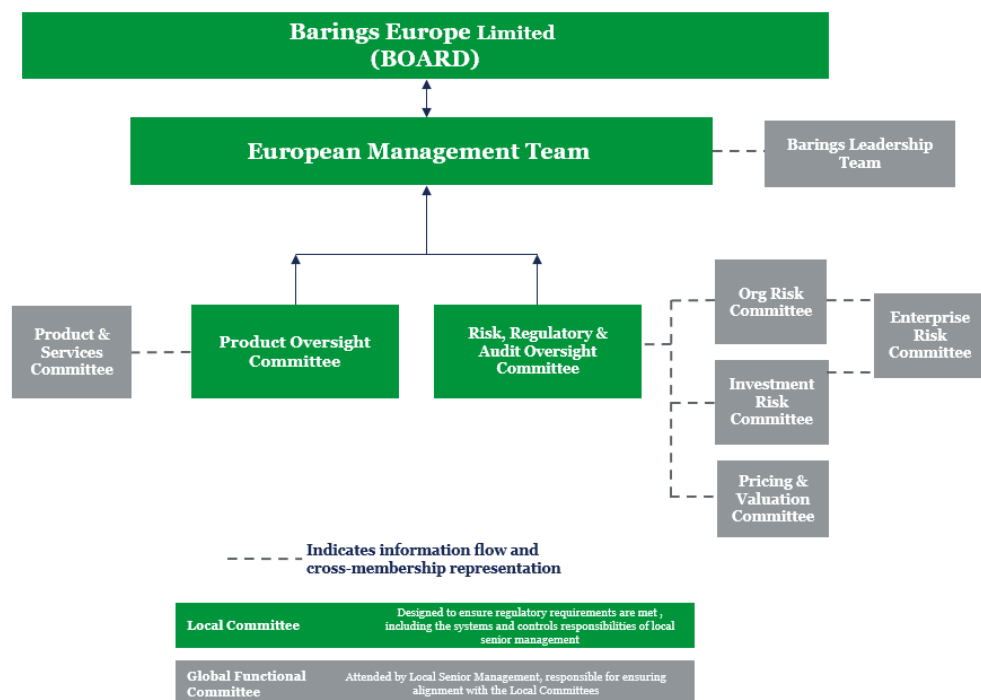 Barings Europe Limited
(BOARD)
European Management Team
Barings Leadership
Team
Product &
Services
Committee
Product Oversight
Committee
Risk, Regulatory &
Audit Oversight
Committee
Org Risk
Committee
Enterprise
Risk
Committee
Investment
Risk
Committee
Pricing &
Valuation
Committee
Indicates information flow and
cross-membership representation
Local Committee
Designed to ensure regulatory requirements are met ,
including the systems and controls responsibilities of local
senior management
Global Functional
Committee
Attended by Local Senior Management, responsible for ensuring
alignment with the Local Committees